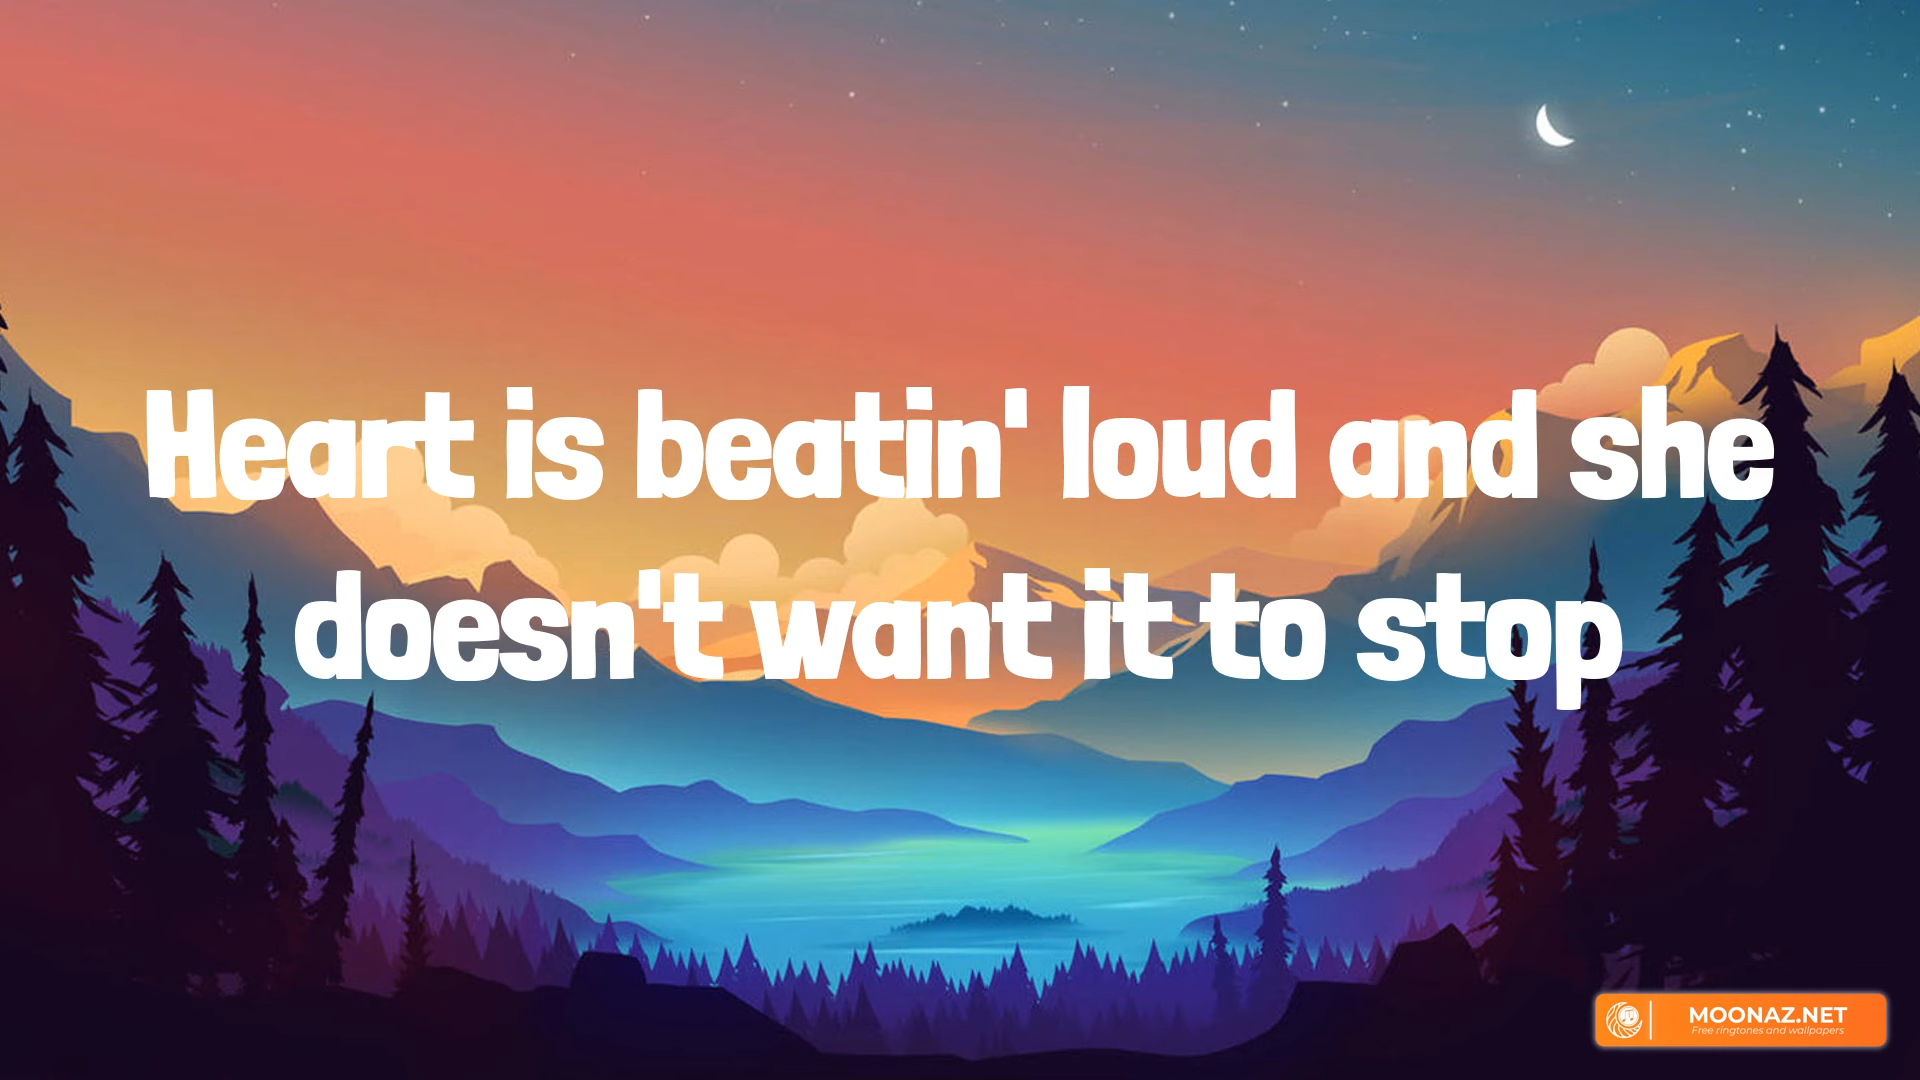 Heart is beatin' loud and she
doesn't want it to stop
MOONAZ.NET
Free ringtones and wallpapers